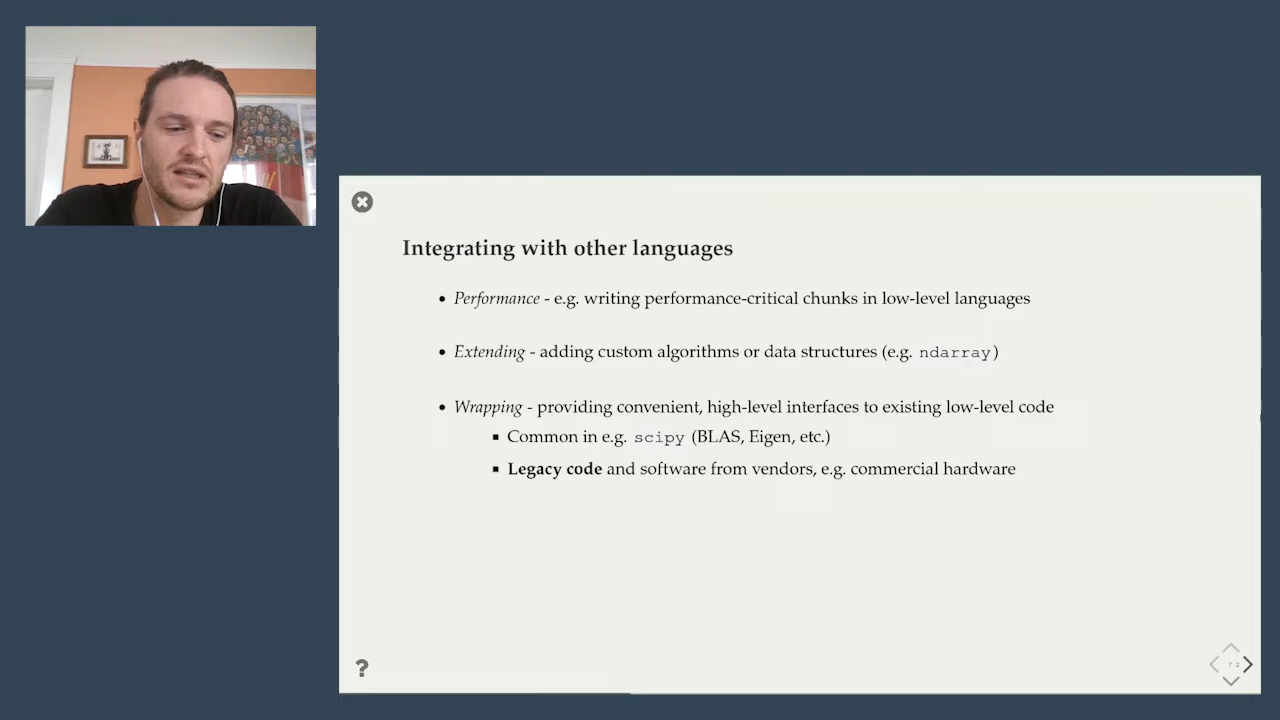 Integrating with other languages
• Performance - e.g. writing performance-critical chunks in low-level languages
• Extending - adding custom algorithms or data structures (e.g. ndarray)
• Wrapping - providing convenient, high-level interfaces to existing low-level code
▪ Common in e.g. scipy (BLAS, Eigen, etc.)
▪ Legacy code and software from vendors, e.g. commercial hardware
?
7.2